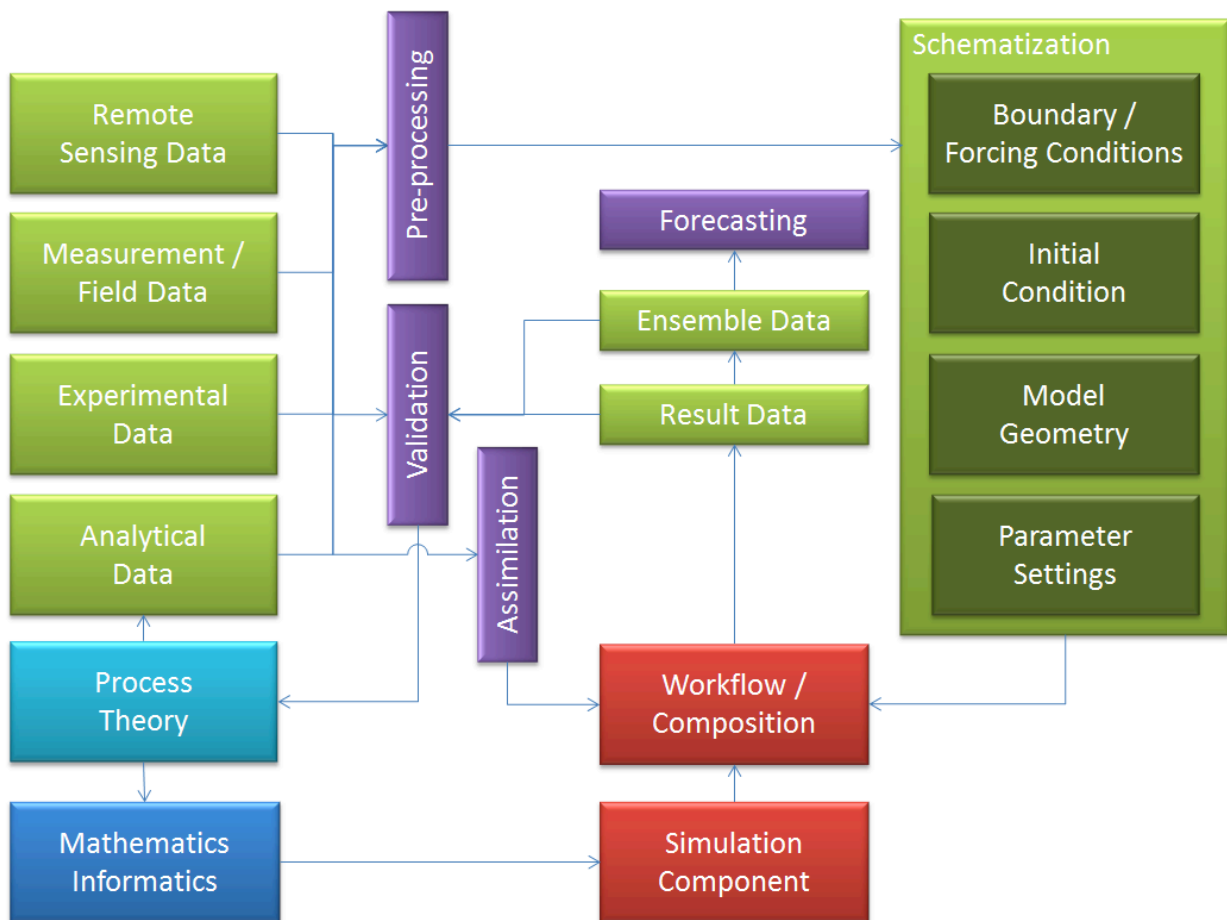 Remote
Sensing Data
Measurement /
Field Data
Experimental
Data
Analytical
Data
Process
Theory
Mathematics
Informatics
Pre-processing
Validation
Assimilation
Forecasting
Ensemble Data
Result Data
Workflow /
Composition
Simulation
Component
Schematization
Boundary /
Forcing Conditions
Initial
Condition
Model
Geometry
Parameter
Settings